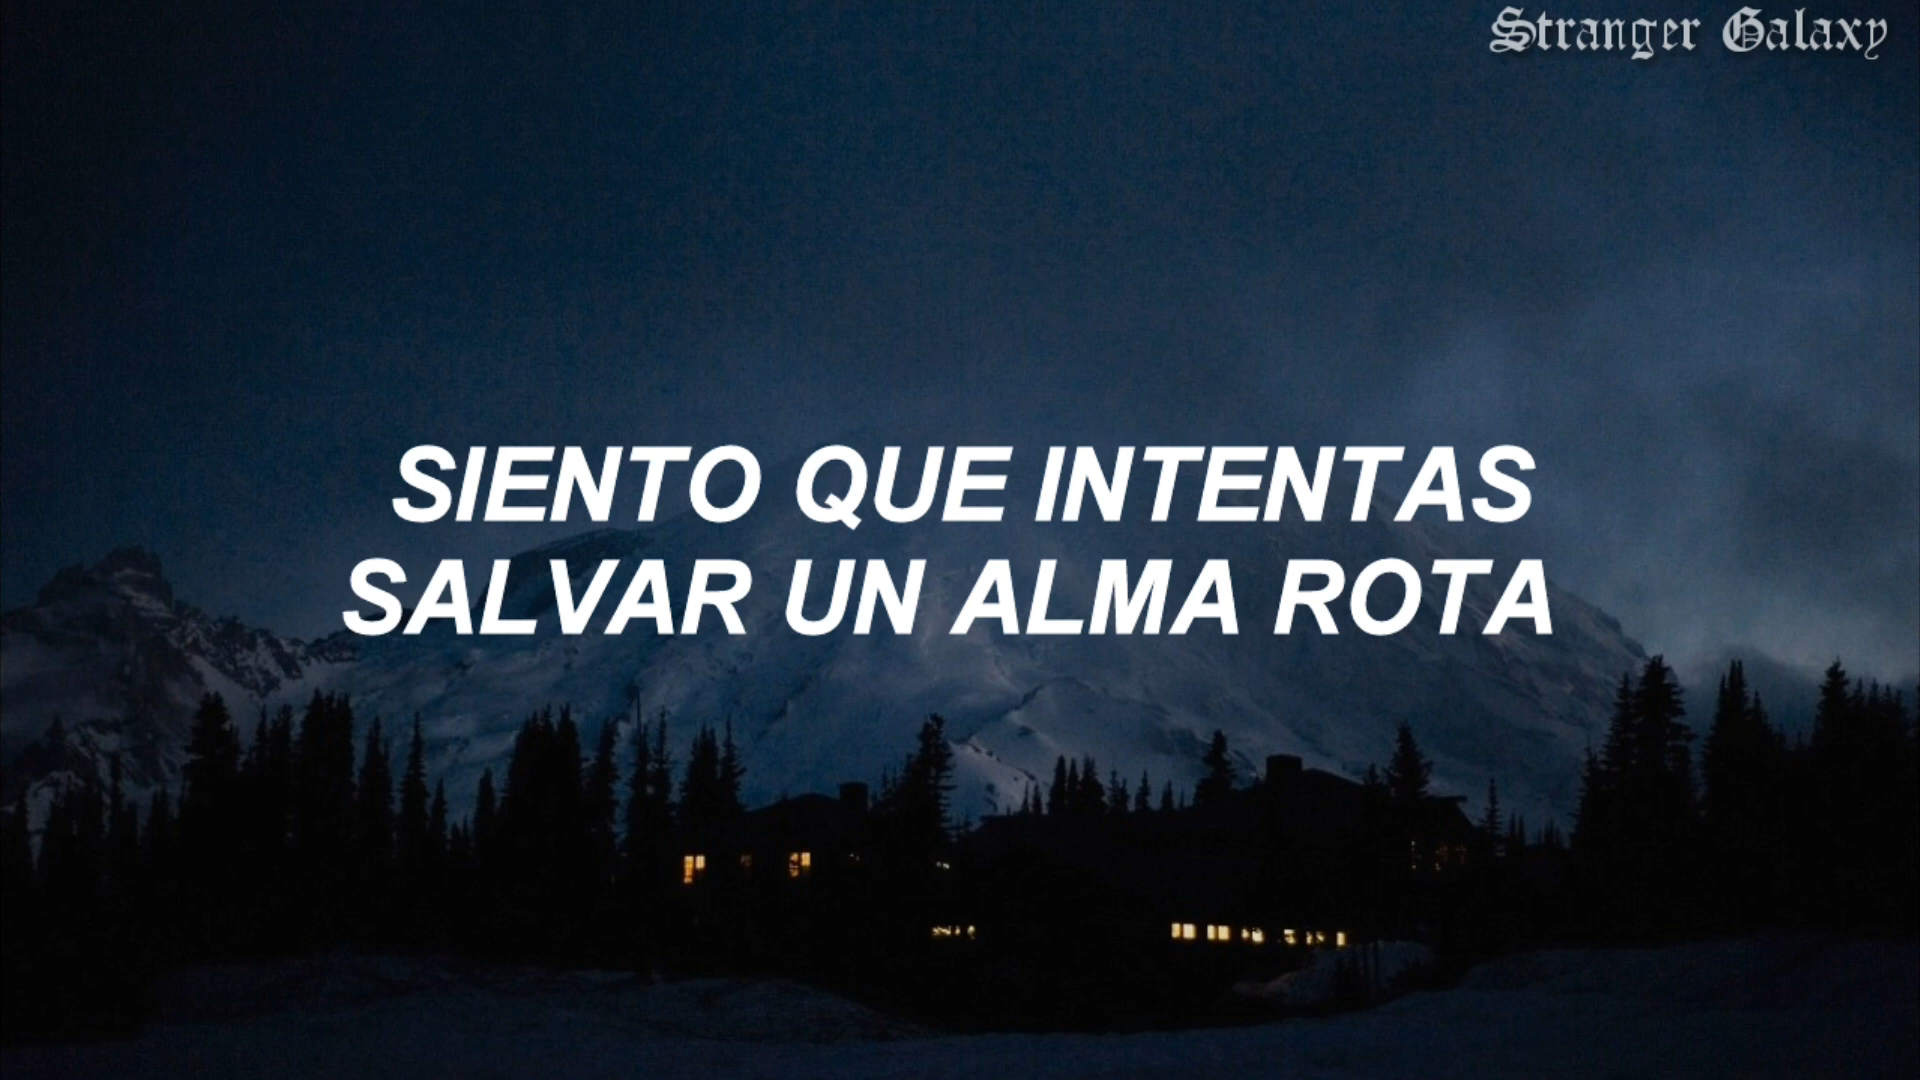 Stranger Galaxy
SIENTO QUE INTENTAS
SALVAR UN ALMA ROTA